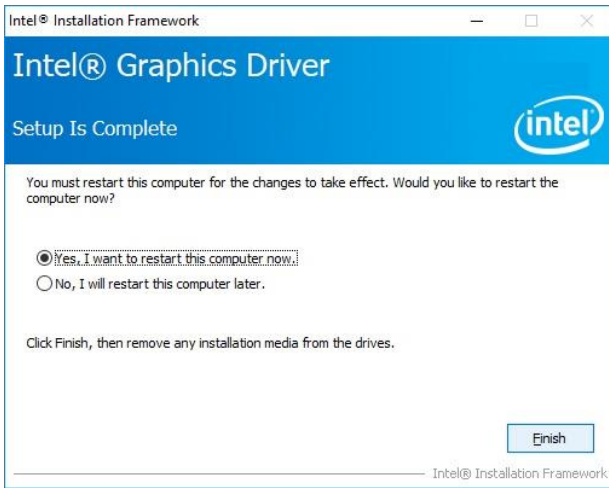 Intel® Installation Framework
Intel® Graphics Driver
Setup Is Complete
intel
You must restart this computer for the changes to take effect. Would you like to restart the
computer now?
Yes, I want to restart this computer now.
No, I will restart this computer later.
Click Finish, then remove any installation media from the drives.
Finish
Intel® Installation Framework